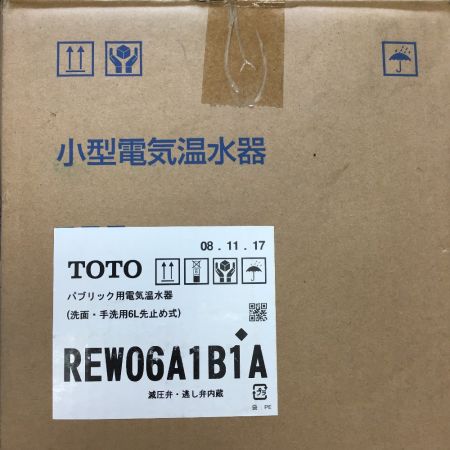 小型電気温水器
08.11.17
TOTO
パブリック用電気温水器
(洗面・手洗用6L先止め式)
REW06A1B1A
減圧弁・逃し弁内蔵
PE